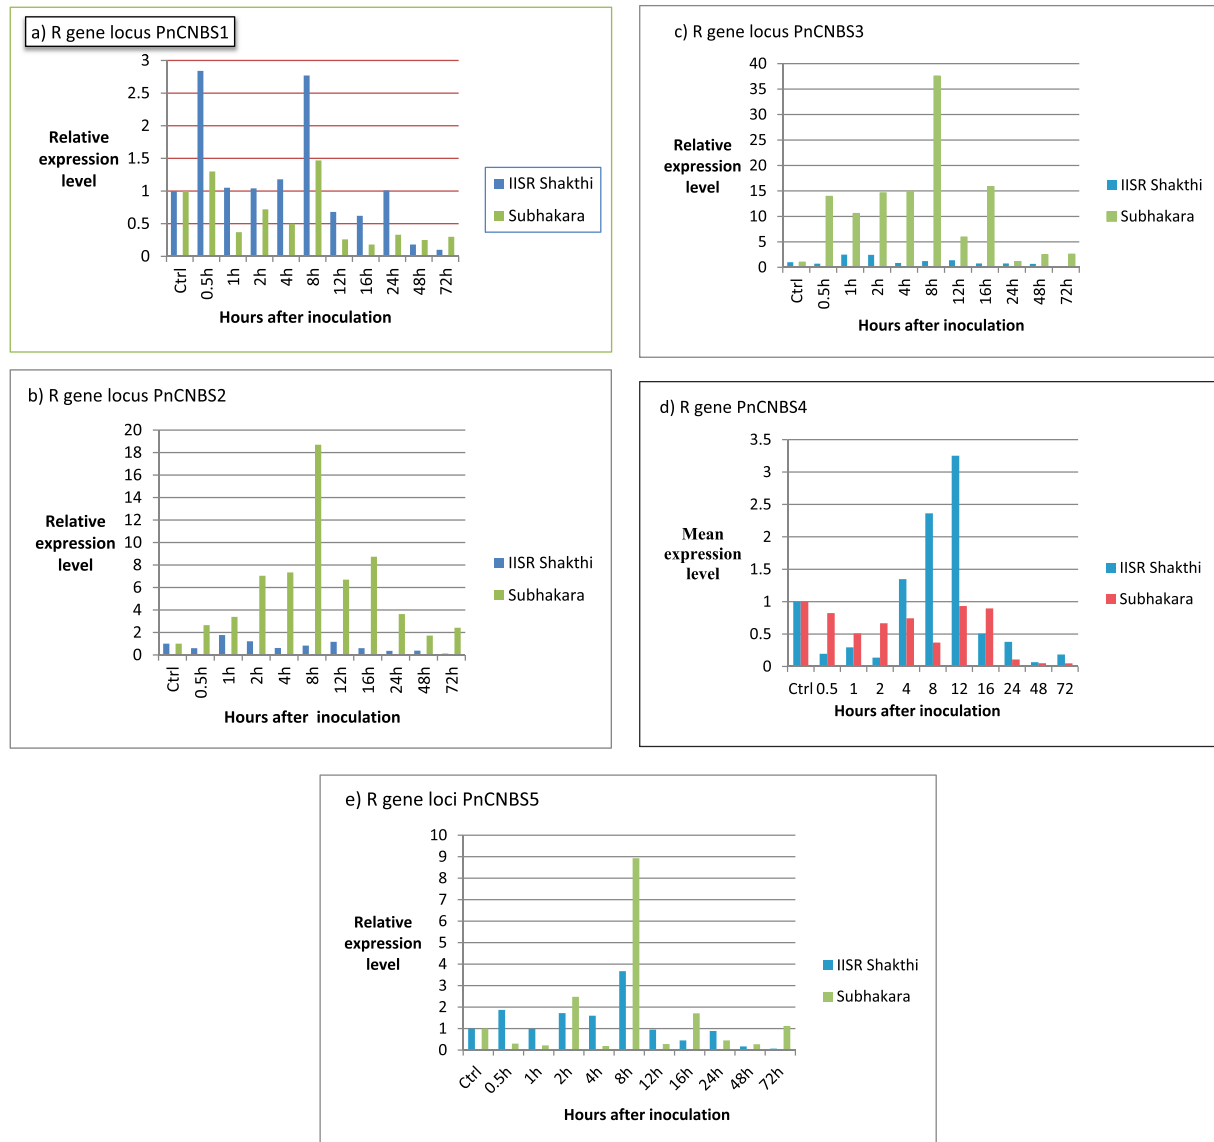 a) R gene locus PnCNBS1
3
2.5
2
1.5
1
0.5
0
Relative
expression
level
Ctrl
0.5h
1h
2h
4h
8h
12h
16h
24h
48h
72h
Hours after inoculation
IISR Shakthi
Subhakara
c) R gene locus PnCNBS3
40
35
30
25
20
15
10
5
0
Relative
expression
level
Ctrl
0.5h
1h
2h
4h
8h
12h
16h
24h
48h
72h
Hours after inoculation
IISR Shakthi
Subhakara
b) R gene locus PnCNBS2
20
18
16
14
12
10
8
6
4
2
0
Relative
expression
level
Ctrl
0.5h
1h
2h
4h
8h
12h
16h
24h
48h
72h
Hours after inoculation
IISR Shakthi
Subhakara
d) R gene PnCNBS4
3.5
3
2.5
2
1.5
1
0.5
0
Mean
expression
level
Ctrl 0.5 1 2 4 8 12 16 24 48 72
Hours after inoculation
IISR Shakthi
Subhakara
e) R gene loci PnCNBS5
10
9
8
7
6
5
4
3
2
1
0
Relative
expression
level
Ctrl
0.5h
1h
2h
4h
8h
12h
16h
24h
48h
72h
Hours after inoculation
IISR Shakthi
Subhakara